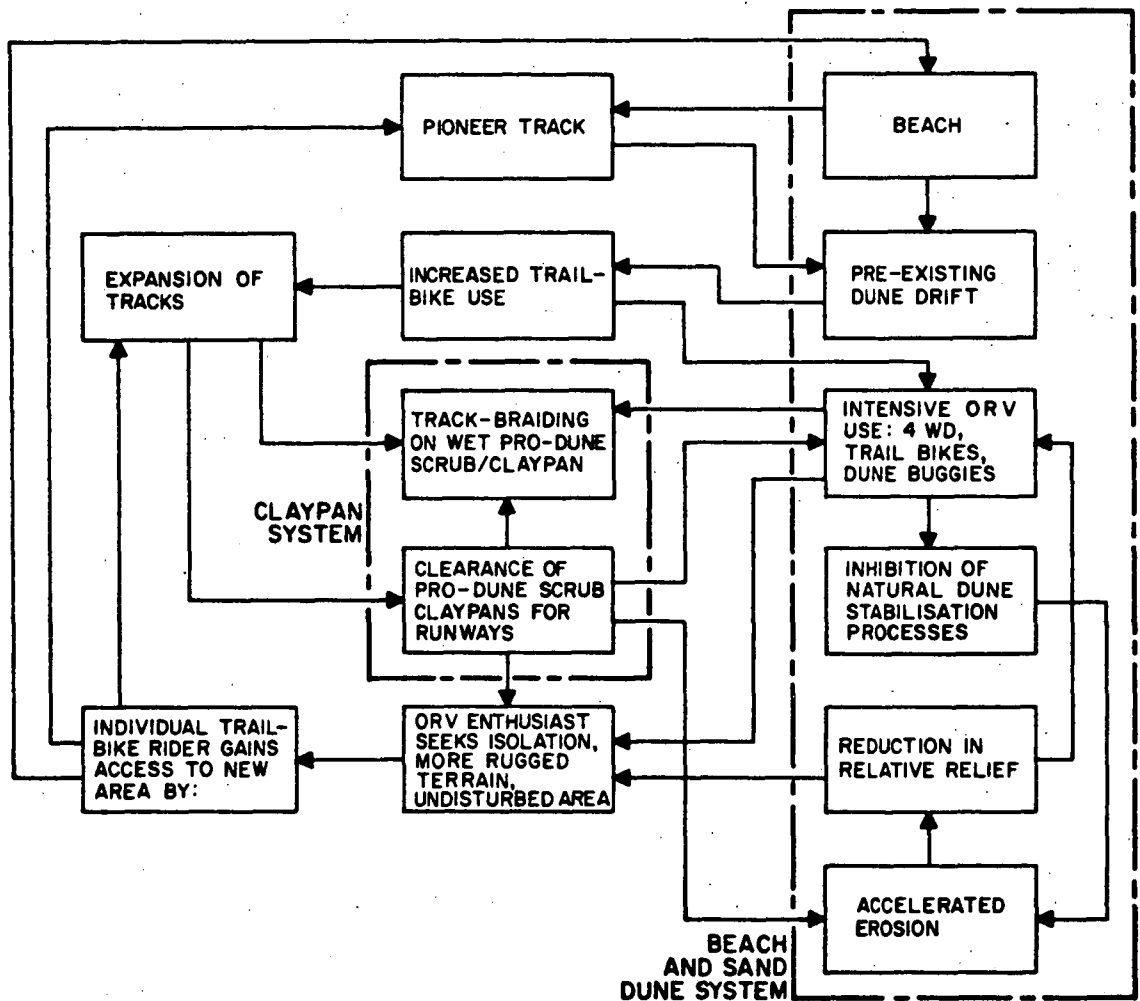 PIONEER TRACK
BEACH
EXPANSION OF
TRACKS
INCREASED TRAIL-
BIKE USE
PRE-EXISTING
DUNE DRIFT
TRACK-BRAIDING
ON WET PRO-DUNE
SCRUB/CLAYPAN
INTENSIVE ORV
USE: 4 WD,
TRAIL BIKES,
DUNE BUGGIES
CLAYPAN
SYSTEM
CLEARANCE OF
PRO-DUNE SCRUB
CLAYPANS FOR
RUNWAYS
INHIBITION OF
NATURAL DUNE
STABILISATION
PROCESSES
INDIVIDUAL TRAIL-
BIKE RIDER GAINS
ACCESS TO NEW
AREA BY:
ORV ENTHUSIAST
SEEKS ISOLATION,
MORE RUGGED
TERRAIN,
UNDISTURBED AREA
REDUCTION IN
RELATIVE RELIEF
ACCELERATED
EROSION
BEACH
AND SAND
DUNE SYSTEM